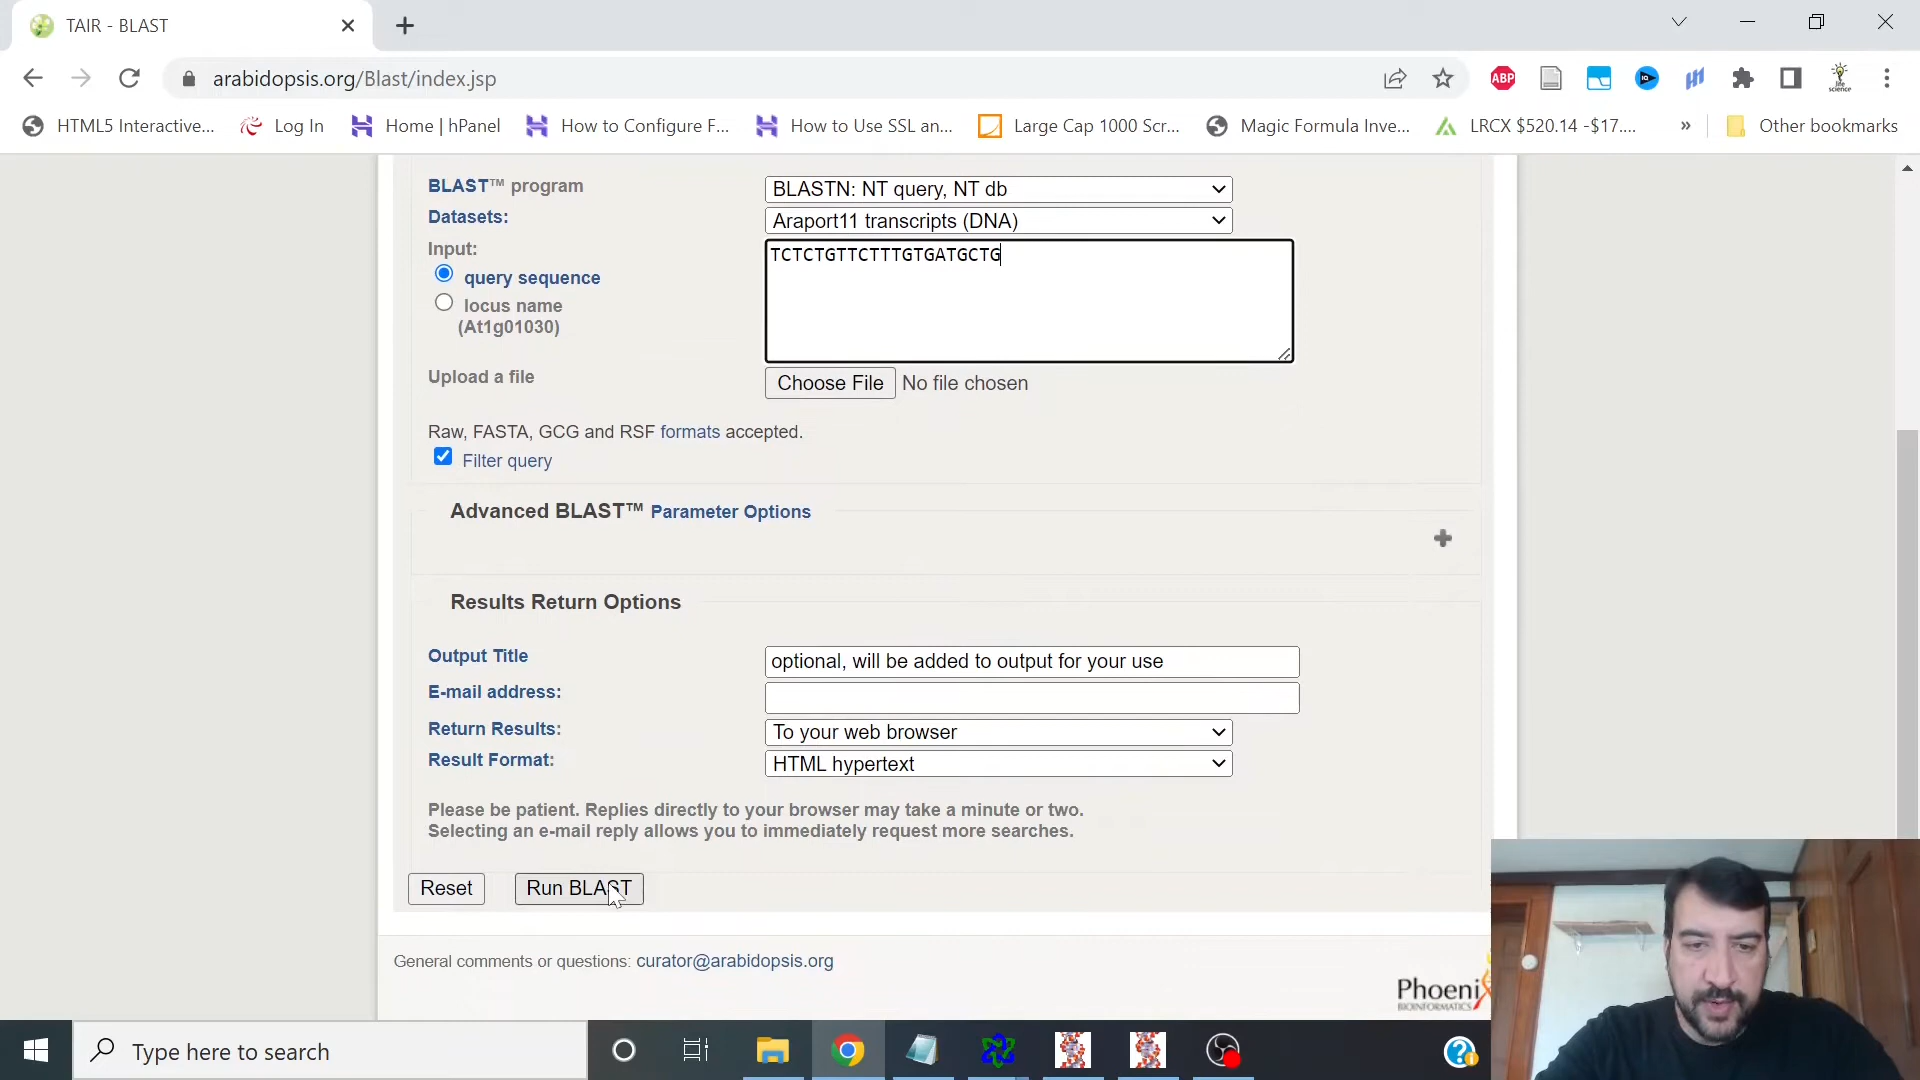 TAIR - BLAST
arabidopsis.org/Blast/index.jsp
ABP
HTML5 Interactive...
Log In
Home | hPanel
How to Configure F...
How to Use SSL an...
Large Cap 1000 Scr...
Magic Formula Inve...
LRCX $520.14 -$17....
»
Other bookmarks
BLAST™ program
BLASTN: NT query, NT db
Datasets:
Araport11 transcripts (DNA)
Input:
TCTCTGTTCTTTGTGATGCTG
query sequence
locus name
(At1g01030)
Upload a file
Choose File No file chosen
Raw, FASTA, GCG and RSF formats accepted.
Filter query
Advanced BLAST™ Parameter Options
Results Return Options
Output Title
optional, will be added to output for your use
E-mail address:
Return Results:
To your web browser
Result Format:
HTML hypertext
Please be patient. Replies directly to your browser may take a minute or two.
Selecting an e-mail reply allows you to immediately request more searches.
Reset
Run BLAST
General comments or questions: curator@arabidopsis.org
Phoeni
BIOINFORMATICS
Type here to search